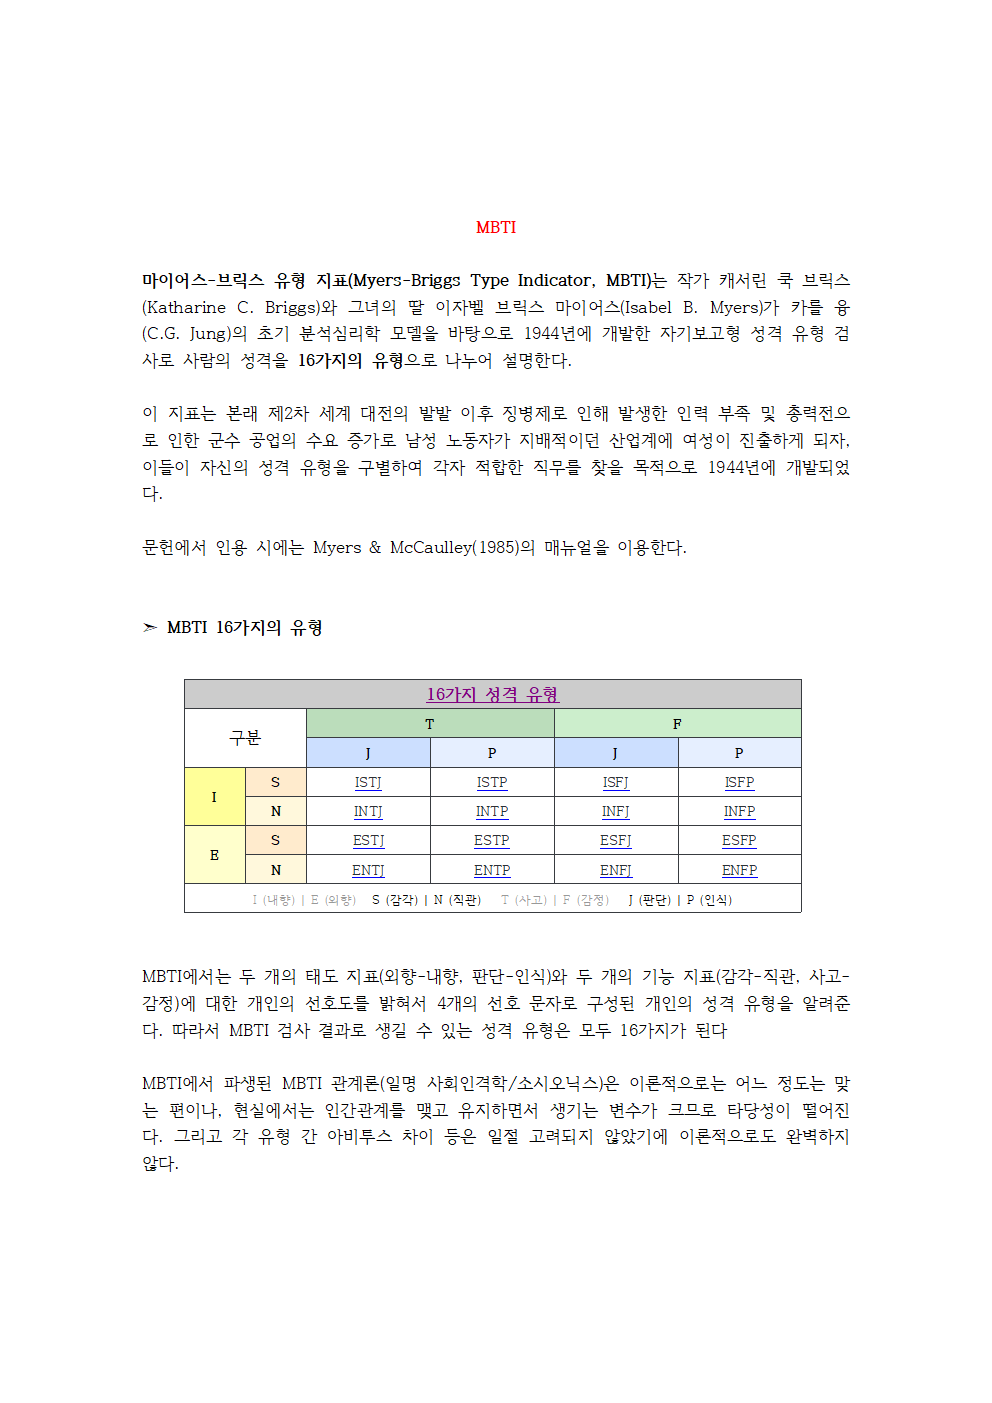 MBTI
마이어스-브릭스 유형 지표(Myers-Briggs Type Indicator, MBTI)는 작가 캐서린 쿡 브릭스
(Katharine C. Briggs)와 그녀의 딸 이자벨 브릭스 마이어스(Isabel B. Myers)가 카를 융
(C.G. Jung)의 초기 분석심리학 모델을 바탕으로 1944년에 개발한 자기보고형 성격 유형 검
사로 사람의 성격을 16가지의 유형으로 나누어 설명한다.
이 지표는 본래 제2차 세계 대전의 발발 이후 징병제로 인해 발생한 인력 부족 및 총력전으
로 인한 군수 공업의 수요 증가로 남성 노동자가 지배적이던 산업계에 여성이 진출하게 되자,
이들이 자신의 성격 유형을 구별하여 각자 적합한 직무를 찾을 목적으로 1944년에 개발되었
다.
문헌에서 인용 시에는 Myers & McCaulley(1985)의 매뉴얼을 이용한다.
➣ MBTI 16가지의 유형
16가지 성격 유형
구분 T F
J P J P
I S ISTJ ISTP ISFJ ISFP
N INTJ INTP INFJ INFP
E S ESTJ ESTP ESFJ ESFP
N ENTJ ENTP ENFJ ENFP
I (내향) | E (외향) S (감각) | N (직관) T (사고) | F (감정) J (판단) | P (인식)
MBTI에서는 두 개의 태도 지표(외향-내향, 판단-인식)와 두 개의 기능 지표(감각-직관, 사고-
감정)에 대한 개인의 선호도를 밝혀서 4개의 선호 문자로 구성된 개인의 성격 유형을 알려준
다. 따라서 MBTI 검사 결과로 생길 수 있는 성격 유형은 모두 16가지가 된다
MBTI에서 파생된 MBTI 관계론(일명 사회인격학/소시오닉스)은 이론적으로는 어느 정도는 맞
는 편이나, 현실에서는 인간관계를 맺고 유지하면서 생기는 변수가 크므로 타당성이 떨어진
다. 그리고 각 유형 간 아비투스 차이 등은 일절 고려되지 않았기에 이론적으로도 완벽하지
않다.